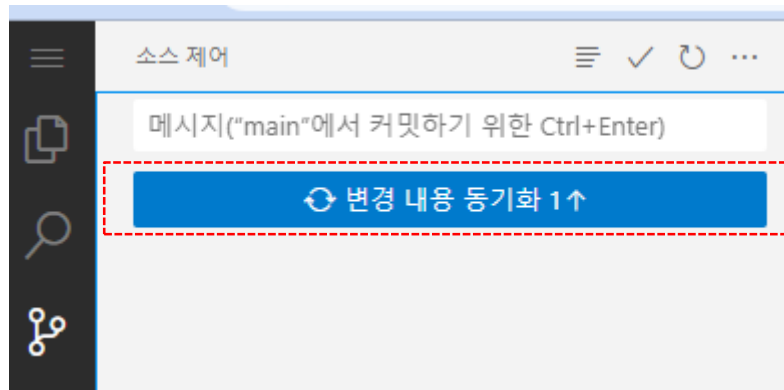 소스 제어
메시지("main"에서 커밋하기 위한 Ctrl+Enter)
변경 내용 동기화 1↑